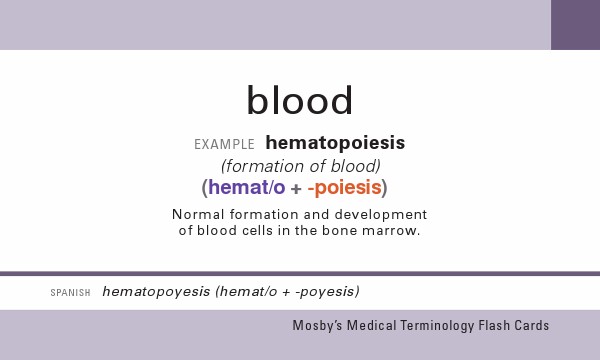 blood
EXAMPLE hematopoiesis
(formation of blood)
(hemat/o + -poiesis)
Normal formation and development
of blood cells in the bone marrow.
SPANISH hematopoyesis (hemat/o + -poyesis)
Mosby's Medical Terminology Flash Cards